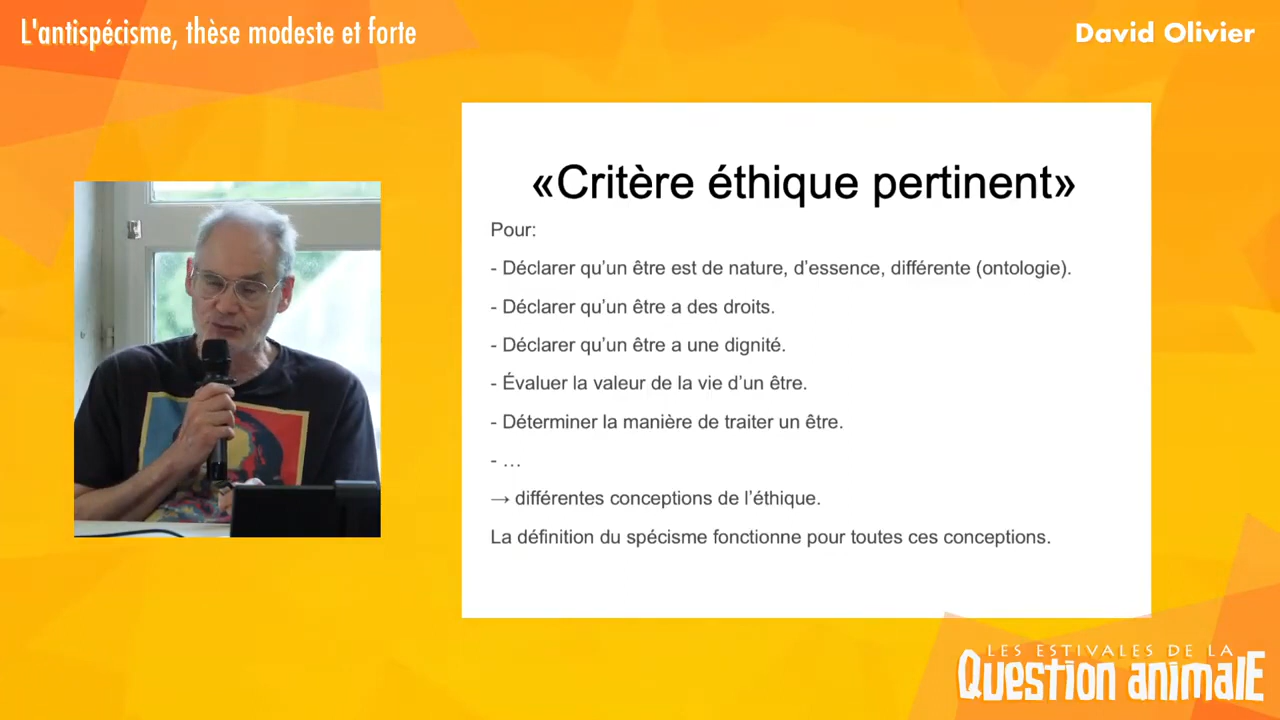 L'antispécisme, thèse modeste et forte
David Olivier
«Critère éthique pertinent»
Pour:
- Déclarer qu’un être est de nature, d’essence, différente (ontologie).
- Déclarer qu’un être a des droits.
- Déclarer qu’un être a une dignité.
- Évaluer la valeur de la vie d’un être.
- Déterminer la manière de traiter un être.
- …
→ différentes conceptions de l’éthique.
La définition du spécisme fonctionne pour toutes ces conceptions.
LES ESTIVALES DE LA
QUESTION ANIMALE